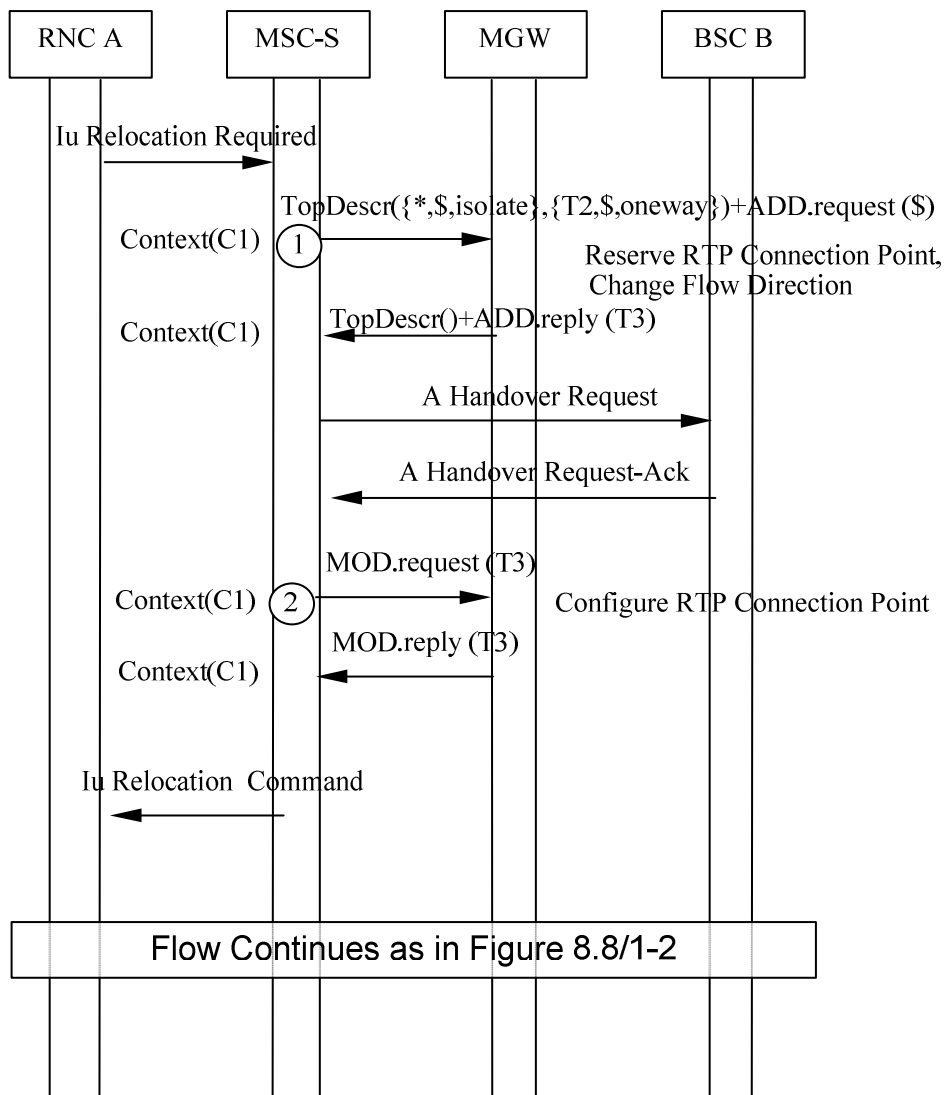 RNC A
MSC-S
MGW
BSC B
Iu Relocation Required
TopDescr({*,$,isolate},{T2,$,oneway})+ADD.request ($)
Context(C1)
1
Reserve RTP Connection Point,
Change Flow Direction
TopDescr()+ADD.reply (T3)
Context(C1)
A Handover Request
A Handover Request-Ack
MOD.request (T3)
Context(C1)
2
Configure RTP Connection Point
MOD.reply (T3)
Context(C1)
Iu Relocation Command
Flow Continues as in Figure 8.8/1-2